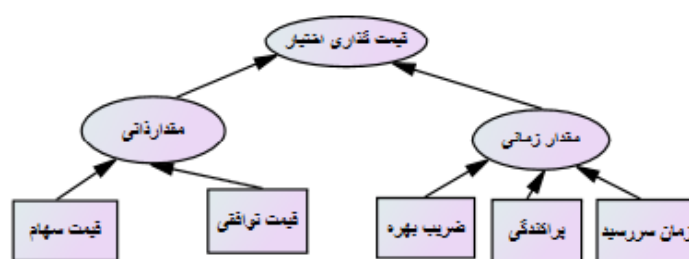 قیمت گذاری اختیار
مقدارذاتی
مقدار زمانی
زمان سررسید
پراکندگی
ضریب بهره
قیمت توافقی
قیمت سهام